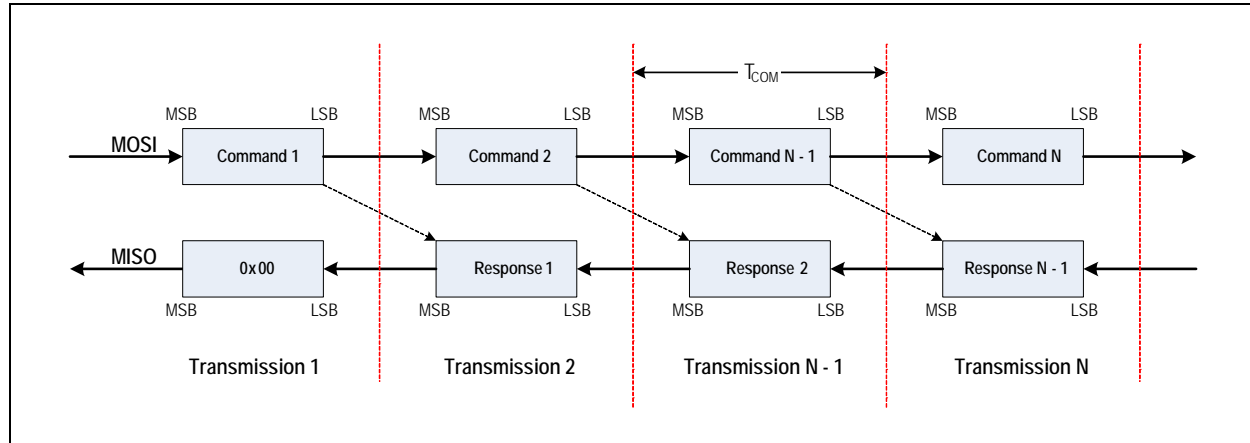 TCOM
MSB LSB MSB LSB MSB LSB MSB LSB
MOSI Command 1 Command 2 Command N - 1 Command N
MISO 0x00 Response 1 Response 2 Response N - 1
MSB LSB MSB LSB MSB LSB MSB LSB
Transmission 1 Transmission 2 Transmission N - 1 Transmission N